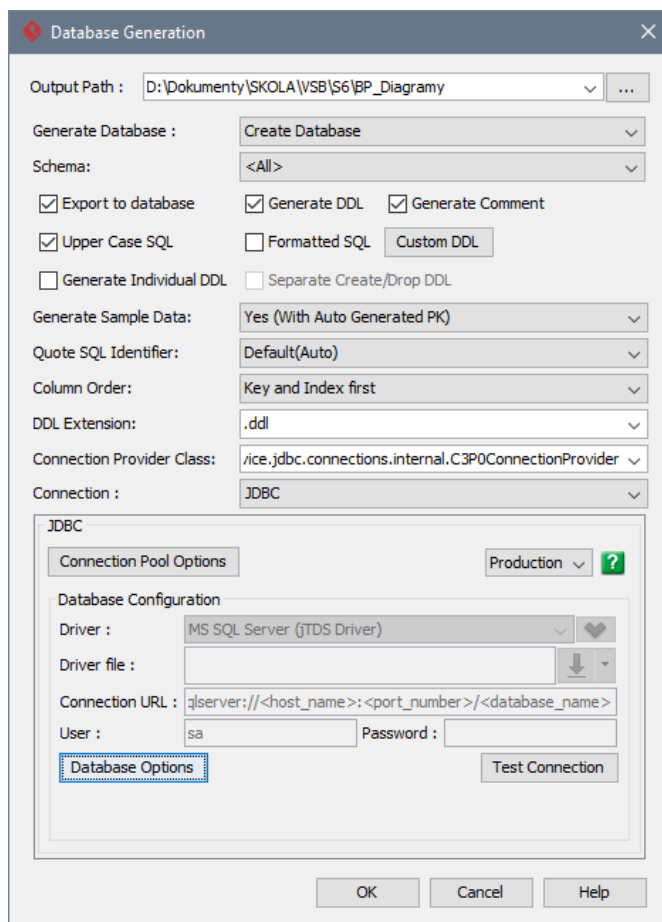 Database Generation
Output Path : D:\Dokumenty\SKOLA\VSB\S6\BP_Diagramy ...
Generate Database : Create Database
Schema: <All>
Export to database Generate DDL Generate Comment
Upper Case SQL Formatted SQL Custom DDL
Generate Individual DDL Separate Create/Drop DDL
Generate Sample Data: Yes (With Auto Generated PK)
Quote SQL Identifier: Default(Auto)
Column Order: Key and Index first
DDL Extension: .ddl
Connection Provider Class: vice.jdbc.connections.internal.C3P0ConnectionProvider
Connection : JDBC
JDBC
Connection Pool Options Production ?
Database Configuration
Driver : MS SQL Server (jTDS Driver)
Driver file :
Connection URL : qlserver://<host_name>:<port_number>/<database_name>
User : sa Password :
Database Options Test Connection
OK Cancel Help